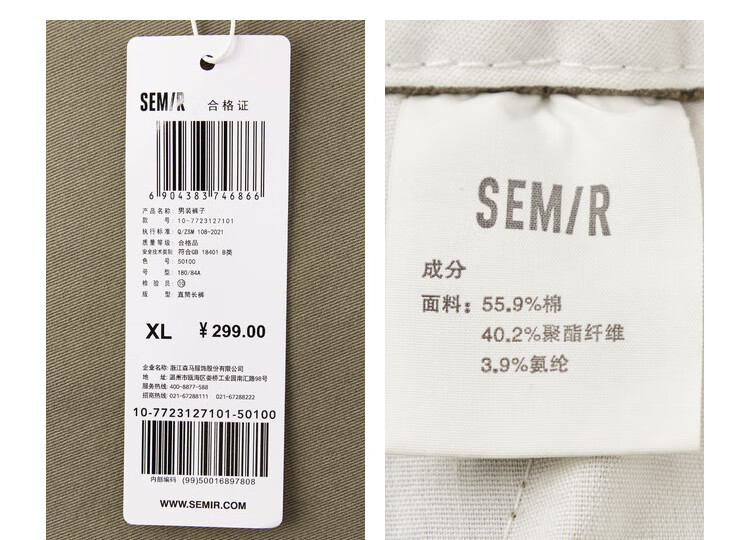 SEM/R 合格证
6 904383 746866
产品名称: 男装裤子
款 号: 10-7723127101
执行标准: Q/ZSM 108-2021
质量等级: 合格品
安全技术类别: 符合GB 18401 B类
色 号: 50100
号 型: 180/84A
检 验 员: 10
版 型: 直筒长裤
XL ¥299.00
企业名称: 浙江森马服饰股份有限公司
地 址: 温州市瓯海区娄桥工业园南汇路98号
服务热线: 400-8877-588
招商热线: 021-67288111 021-67288222
10-7723127101-50100
内部编码 (99)50016897808
WWW.SEMIR.COM
SEM/R
成分
面料: 55.9%棉
40.2%聚酯纤维
3.9%氨纶